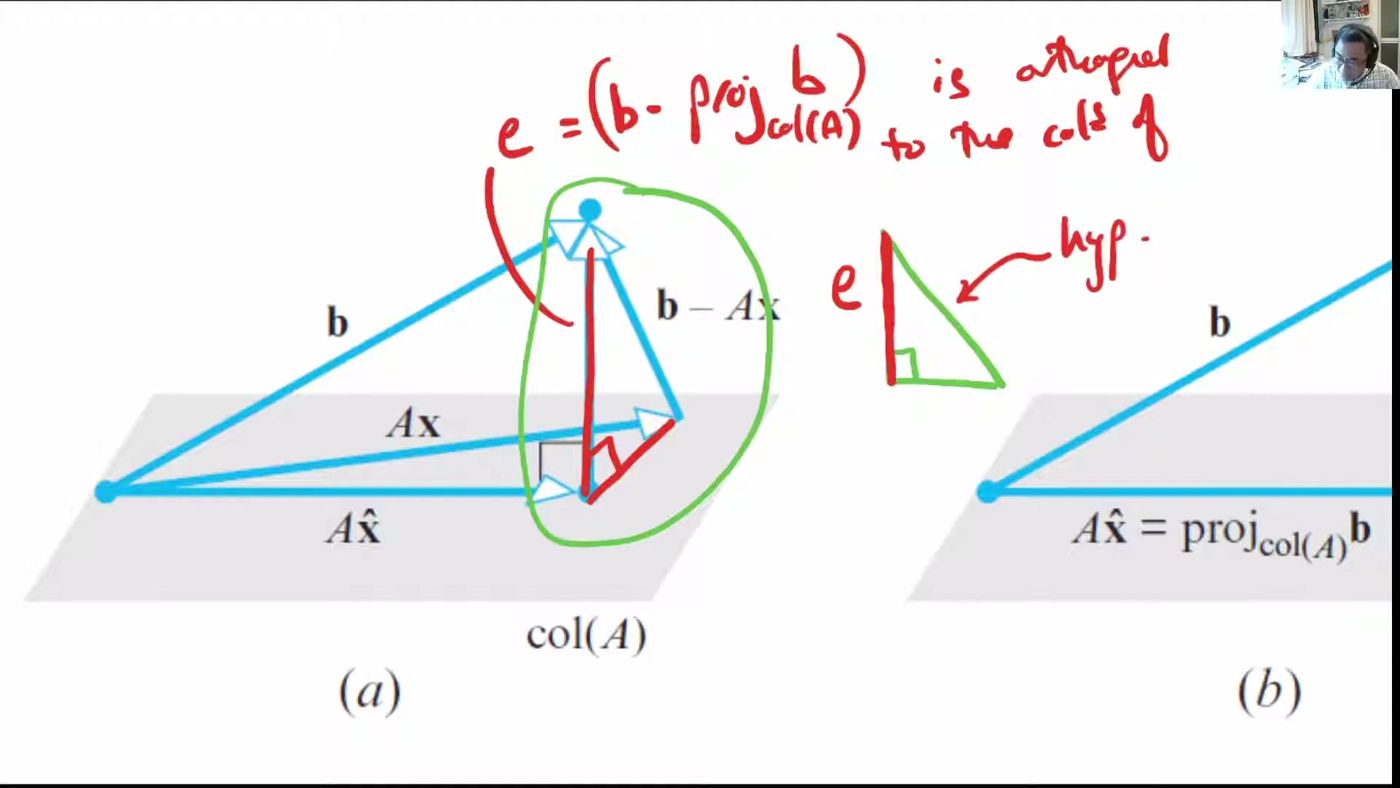 e = (b - proj_col(A) b) is orthogonal
to the cols of
e
hyp.
b
b – Ax
Ax
Ax̂
col(A)
(a)
b
Ax̂ = proj_col(A) b
(b)